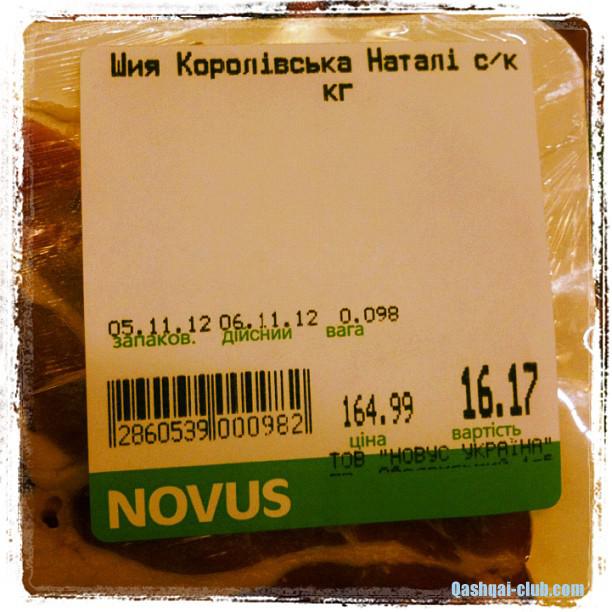 Шия Королівська Наталі с/к
кг
05.11.12 06.11.12 0.098
запаков. дійсний вага
2860539 000982
164.99 16.17
ціна вартість
ТОВ "НОВУС УКРАЇНА"
NOVUS
Qashqai-club.com